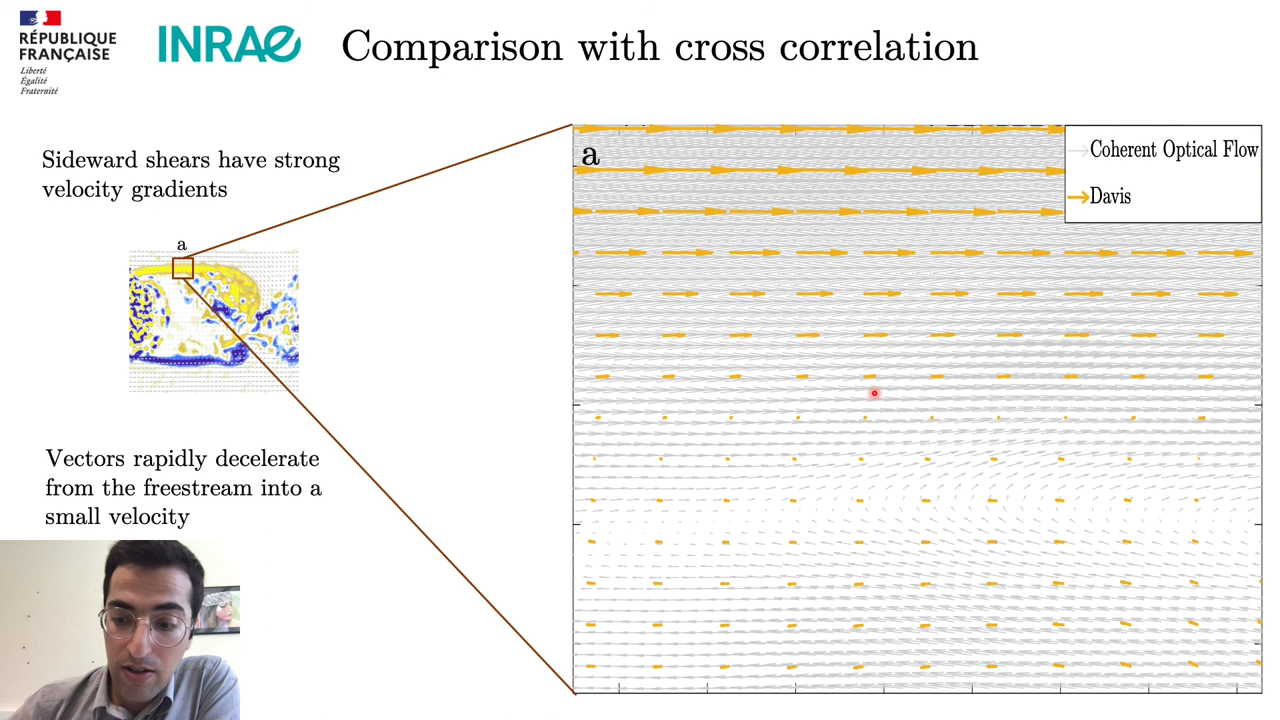 RÉPUBLIQUE
FRANÇAISE
Liberté
Égalité
Fraternité
INRAE
Comparison with cross correlation
Sideward shears have strong
velocity gradients
a
Vectors rapidly decelerate
from the freestream into a
small velocity
a
Coherent Optical Flow
Davis